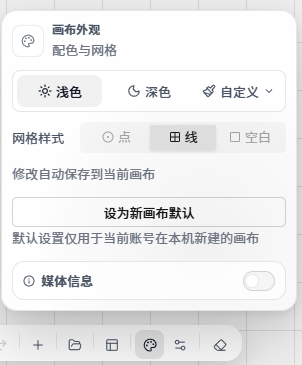 画布外观
配色与网格
浅色
深色
自定义
网格样式
点
线
空白
修改自动保存到当前画布
设为新画布默认
默认设置仅用于当前账号在本机新建的画布
媒体信息